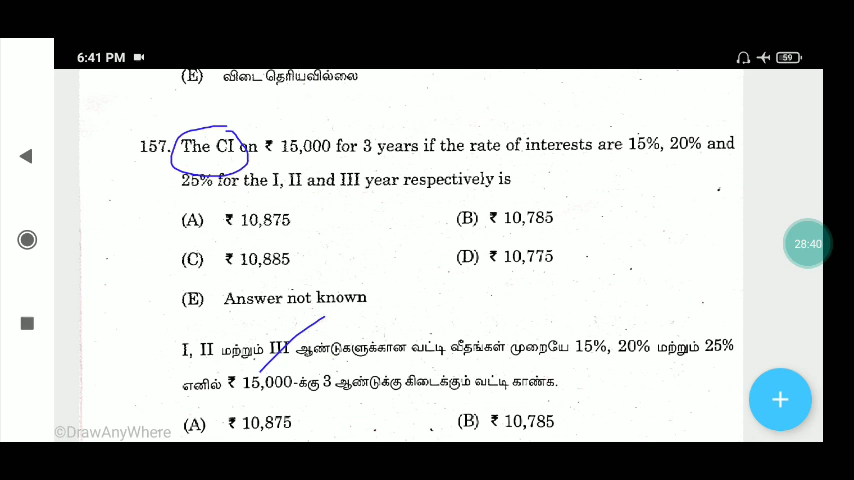 6:41 PM
59
(E) விடை தெரியவில்லை
157. The CI on ₹ 15,000 for 3 years if the rate of interests are 15%, 20% and
25% for the I, II and III year respectively is
(A) ₹ 10,875 (B) ₹ 10,785
(C) ₹ 10,885 (D) ₹ 10,775
(E) Answer not known
28:40
I, II மற்றும் III ஆண்டுகளுக்கான வட்டி வீதங்கள் முறையே 15%, 20% மற்றும் 25%
எனில் ₹ 15,000-க்கு 3 ஆண்டுக்கு கிடைக்கும் வட்டி காண்க.
(A) ₹ 10,875 (B) ₹ 10,785
©DrawAnyWhere